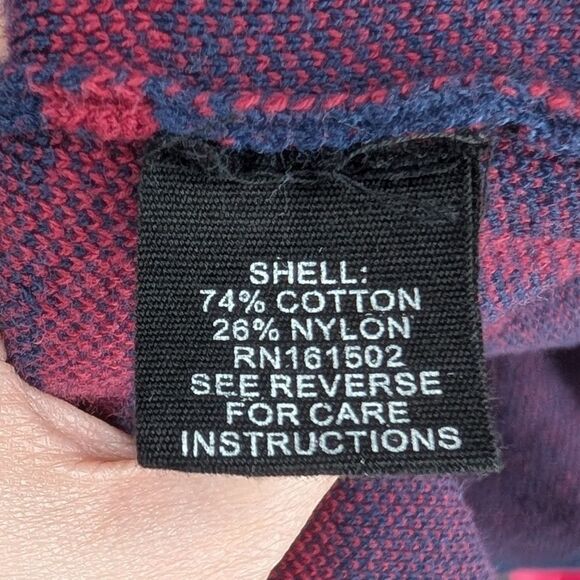 SHELL:
74% COTTON
26% NYLON
RN161502
SEE REVERSE
FOR CARE
INSTRUCTIONS